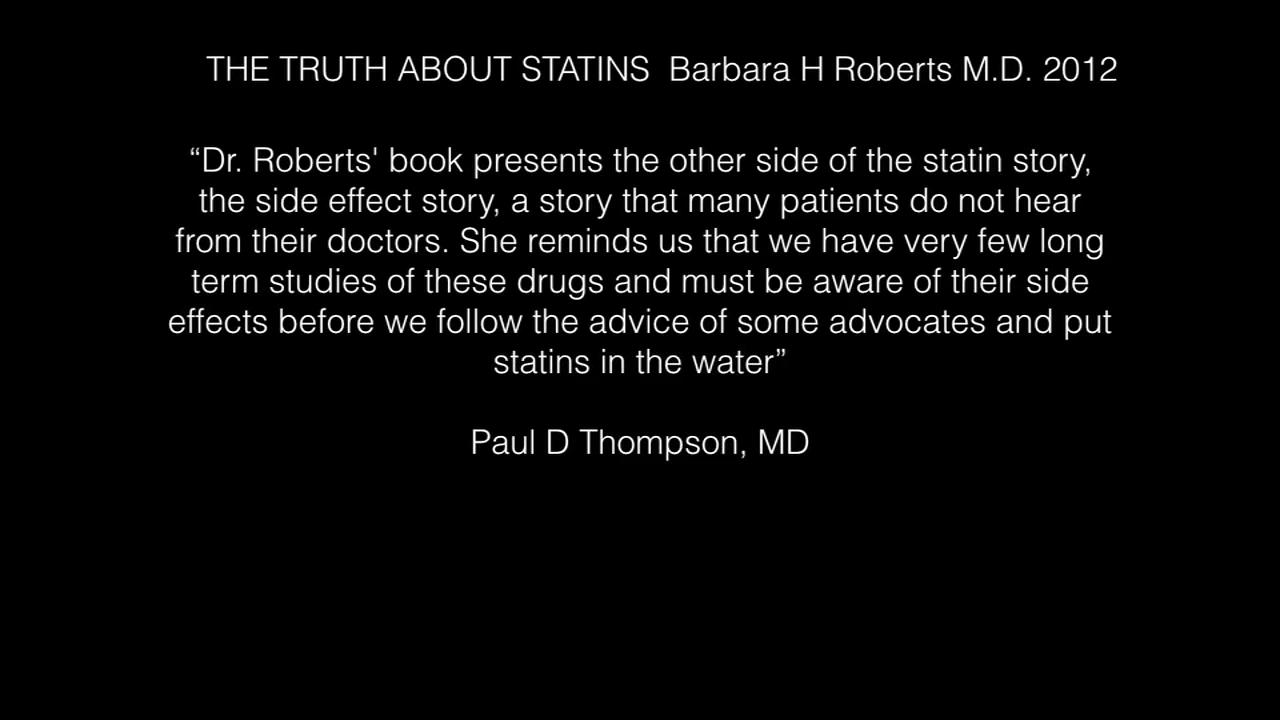 THE TRUTH ABOUT STATINS  Barbara H Roberts M.D. 2012
“Dr. Roberts' book presents the other side of the statin story,
the side effect story, a story that many patients do not hear
from their doctors. She reminds us that we have very few long
term studies of these drugs and must be aware of their side
effects before we follow the advice of some advocates and put
statins in the water”
Paul D Thompson, MD